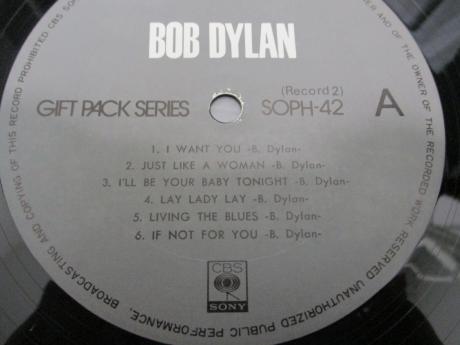 BOB DYLAN
(Record 2)
GIFT PACK SERIES SOPH-42 A
1. I WANT YOU -B. Dylan-
2. JUST LIKE A WOMAN -B. Dylan-
3. I'LL BE YOUR BABY TONIGHT -B. Dylan-
4. LAY LADY LAY -B. Dylan-
5. LIVING THE BLUES -B. Dylan-
6. IF NOT FOR YOU -B. Dylan-
CBS
SONY
AND OF THE OWNER OF THE RECORDED WORK RESERVED UNAUTHORIZED PUBLIC PERFORMANCE, BROADCASTING AND COPYING OF THIS RECORD PROHIBITED CBS